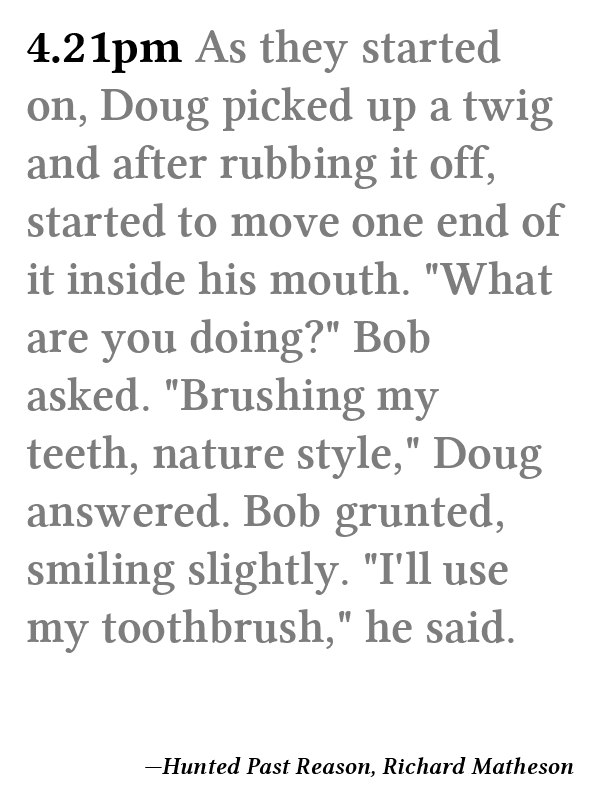 4.21pm As they started
on, Doug picked up a twig
and after rubbing it off,
started to move one end of
it inside his mouth. "What
are you doing?" Bob
asked. "Brushing my
teeth, nature style," Doug
answered. Bob grunted,
smiling slightly. "I'll use
my toothbrush," he said.
—Hunted Past Reason, Richard Matheson